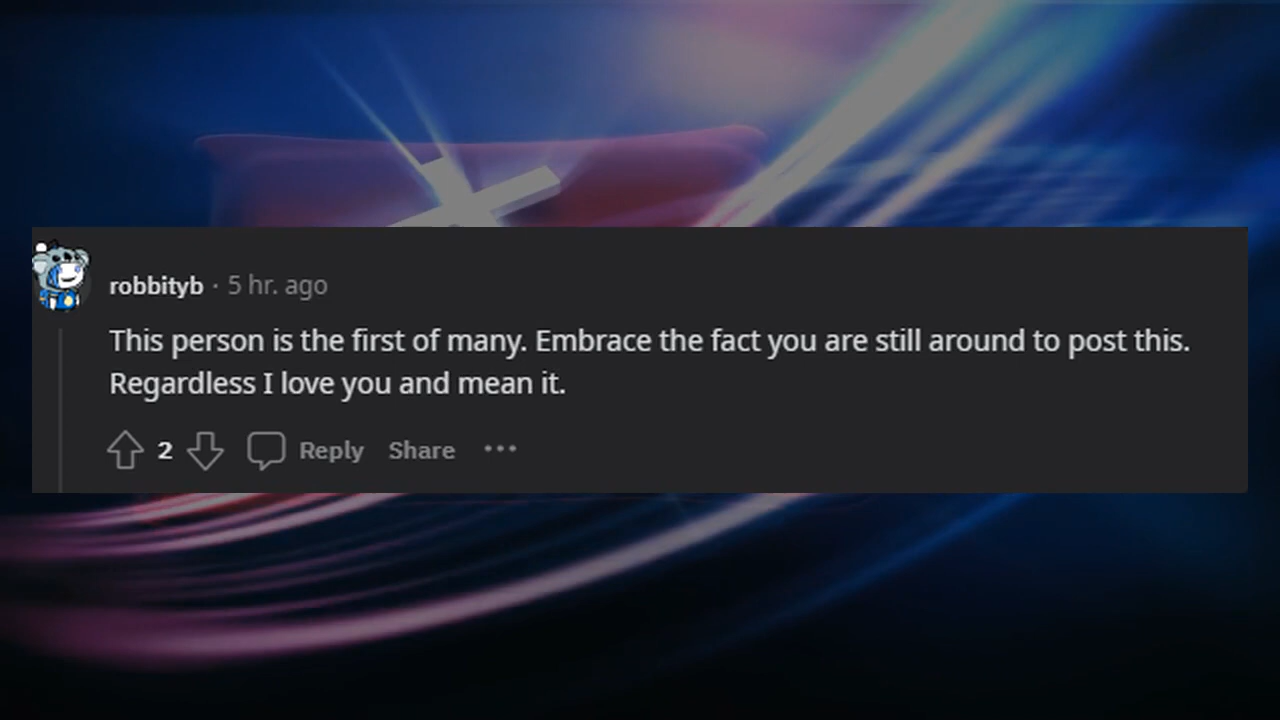 robbityb · 5 hr. ago
This person is the first of many. Embrace the fact you are still around to post this.
Regardless I love you and mean it.
2 Reply Share ···